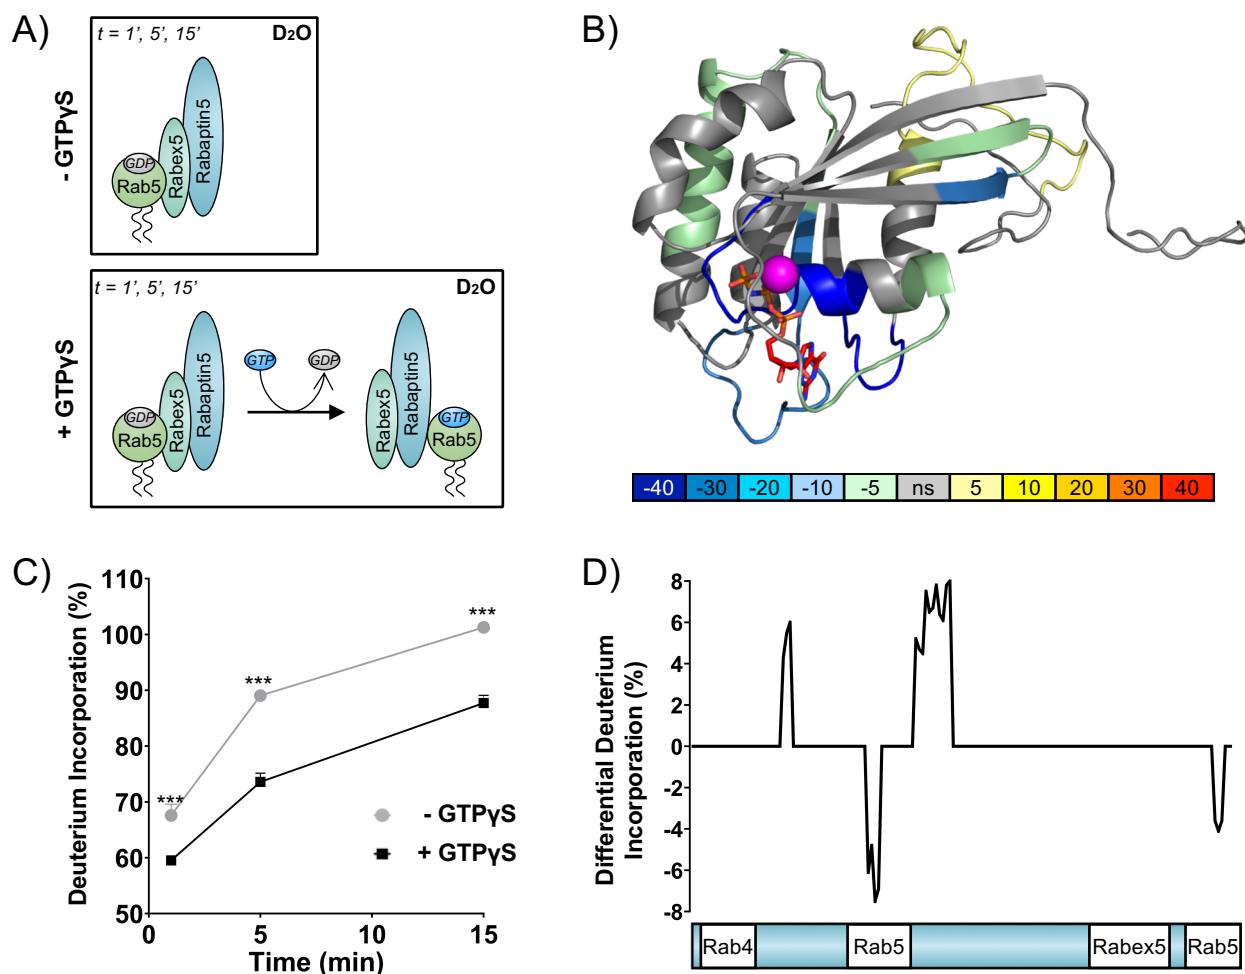 A)
t = 1', 5', 15'
D2O
- GTPγS
GDP
Rab5
Rabex5
Rabaptin5
t = 1', 5', 15'
D2O
+ GTPγS
GDP
Rab5
Rabex5
Rabaptin5
GTP
GDP
Rabex5
Rabaptin5
GTP
Rab5
B)
-40 -30 -20 -10 -5 ns 5 10 20 30 40
C)
Deuterium Incorporation (%)
110
100
90
80
70
60
50
***
***
***
- GTPγS
+ GTPγS
0 5 10 15
Time (min)
D)
Differential Deuterium
Incorporation (%)
8
6
4
2
0
-2
-4
-6
-8
Rab4 Rab5 Rabex5 Rab5